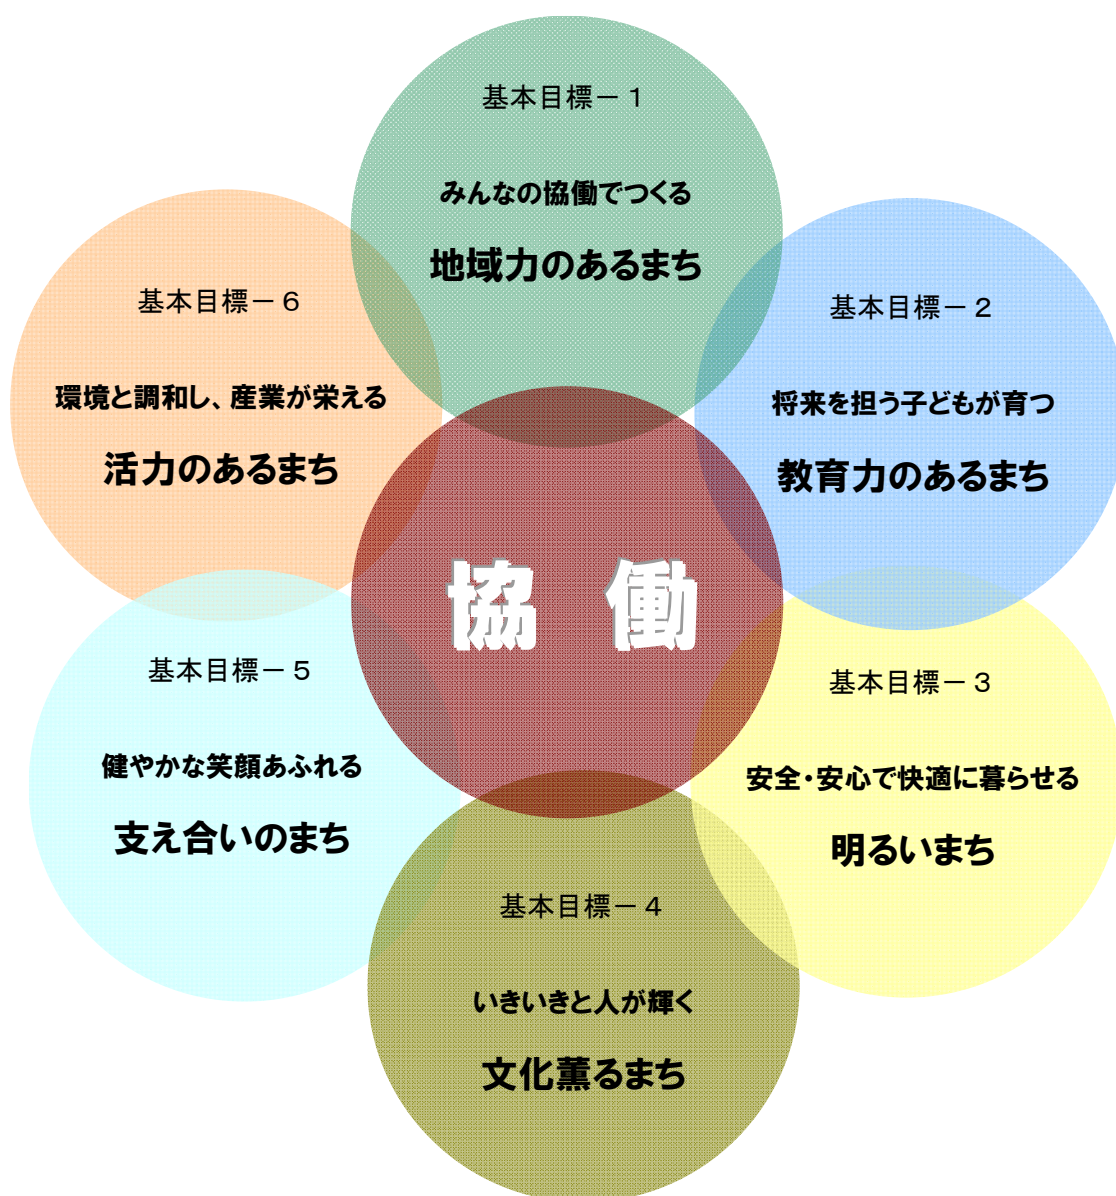 基本目標－１
みんなの協働でつくる
地域力のあるまち
基本目標－２
将来を担う子どもが育つ
教育力のあるまち
基本目標－３
安全・安心で快適に暮らせる
明るいまち
基本目標－４
いきいきと人が輝く
文化薫るまち
基本目標－５
健やかな笑顔あふれる
支え合いのまち
基本目標－６
環境と調和し、産業が栄える
活力のあるまち
協　働